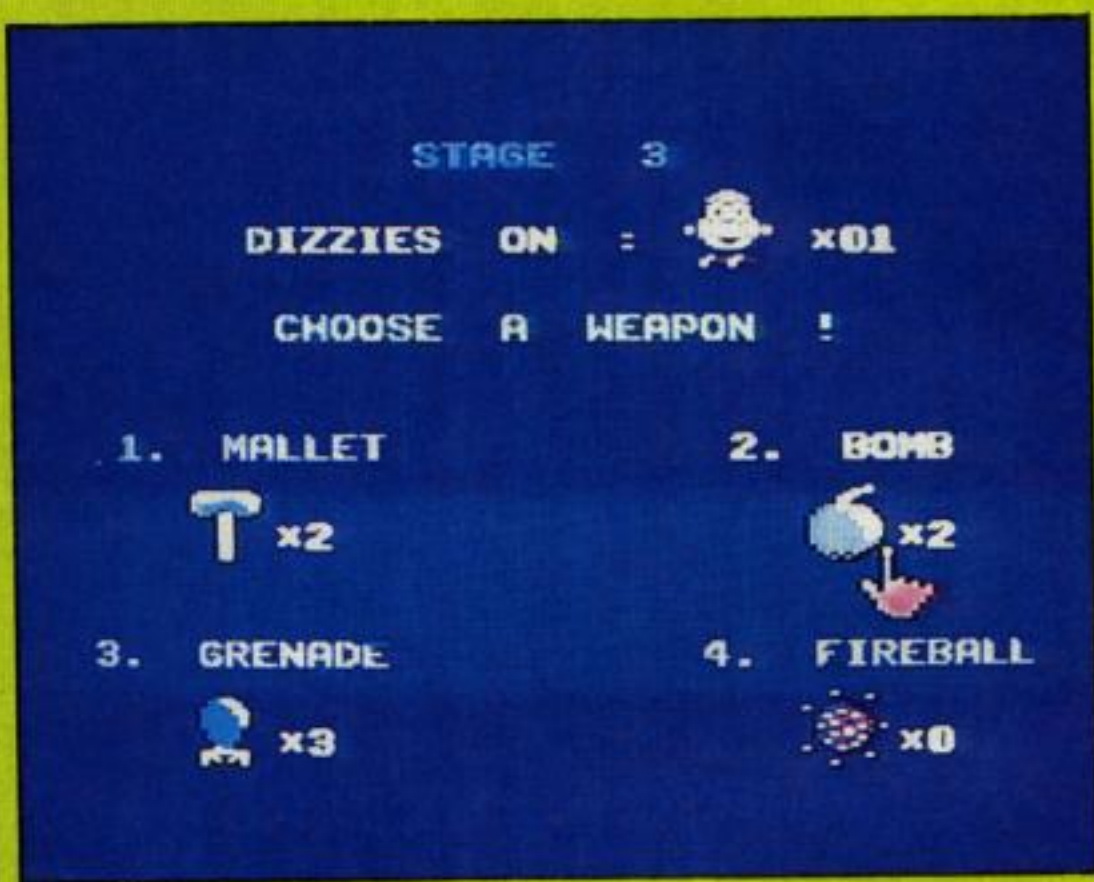 STAGE 3
DIZZIES ON : x01
CHOOSE A WEAPON !
1. MALLET 2. BOMB
x2 x2
3. GRENADE 4. FIREBALL
x3 x0